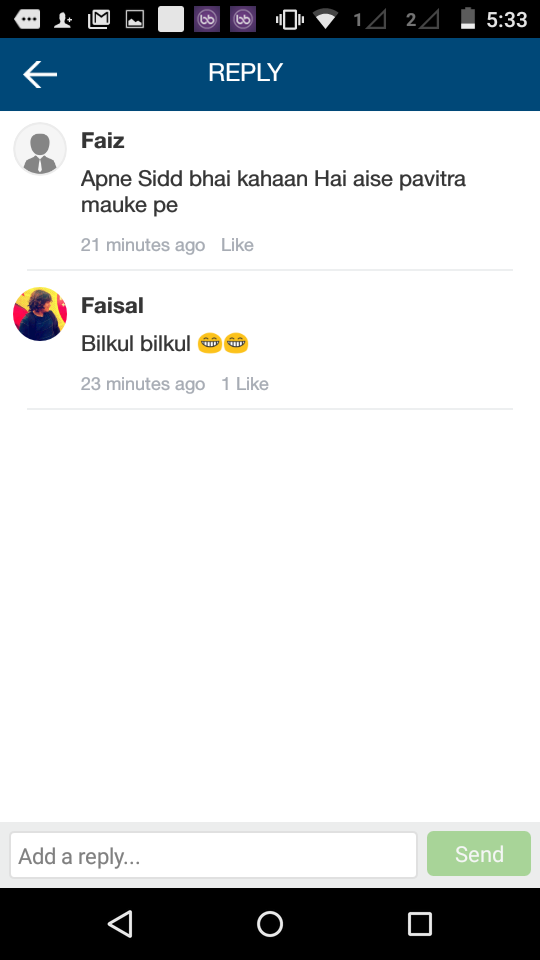 1 2 5:33
REPLY
Faiz
Apne Sidd bhai kahaan Hai aise pavitra
mauke pe
21 minutes ago Like
Faisal
Bilkul bilkul 😁😁
23 minutes ago 1 Like
Add a reply... Send